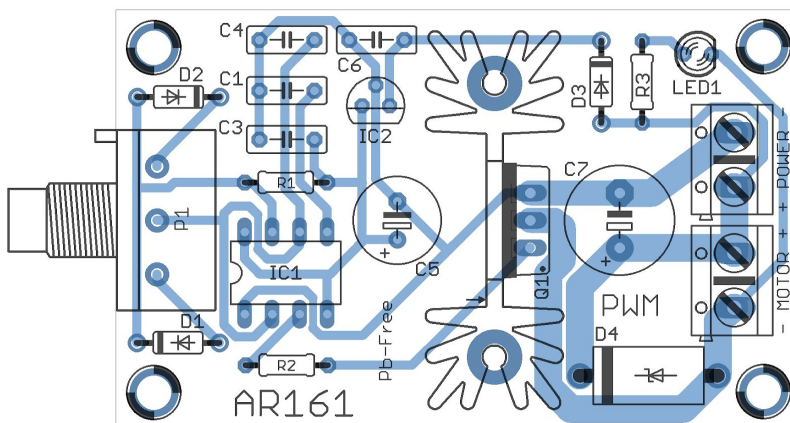 C4
C6
D2
C1
C3
IC2
D3
R3
LED1
- MOTOR + + POWER -
P1
R1
C7
IC1
+
C5
Q1
+
PWM
D1
R2
Pb-Free
D4
AR161